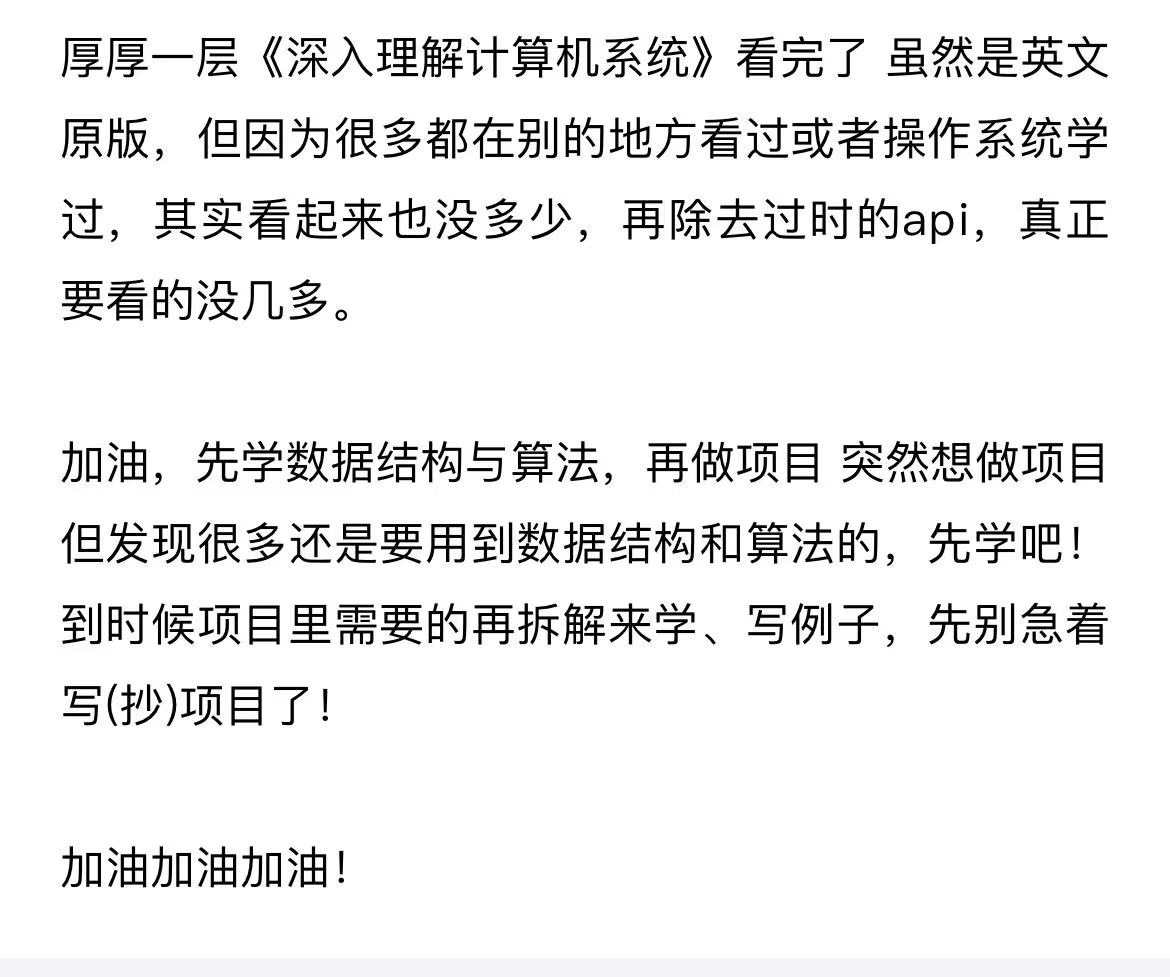 厚厚一层《深入理解计算机系统》看完了 虽然是英文
原版，但因为很多都在别的地方看过或者操作系统学
过，其实看起来也没多少，再除去过时的api，真正
要看的没几多。
加油，先学数据结构与算法，再做项目 突然想做项目
但发现很多还是要用到数据结构和算法的，先学吧！
到时候项目里需要的再拆解来学、写例子，先别急着
写(抄)项目了！
加油加油加油！